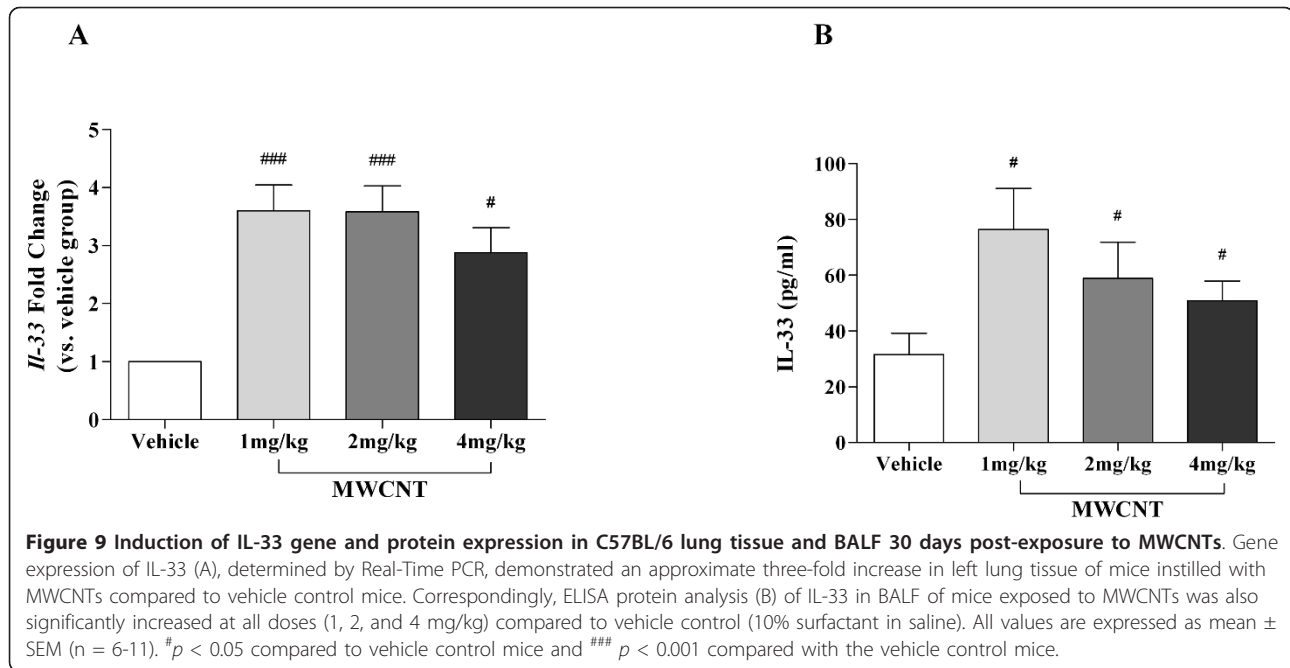 A
B
Il-33 Fold Change
(vs. vehicle group)
5
4
3
2
1
0
###
###
#
Vehicle
1mg/kg
2mg/kg
4mg/kg
MWCNT
IL-33 (pg/ml)
100
80
60
40
20
0
#
#
#
Vehicle
1mg/kg
2mg/kg
4mg/kg
MWCNT
Figure 9 Induction of IL-33 gene and protein expression in C57BL/6 lung tissue and BALF 30 days post-exposure to MWCNTs. Gene
expression of IL-33 (A), determined by Real-Time PCR, demonstrated an approximate three-fold increase in left lung tissue of mice instilled with
MWCNTs compared to vehicle control mice. Correspondingly, ELISA protein analysis (B) of IL-33 in BALF of mice exposed to MWCNTs was also
significantly increased at all doses (1, 2, and 4 mg/kg) compared to vehicle control (10% surfactant in saline). All values are expressed as mean ±
SEM (n = 6-11). #p < 0.05 compared to vehicle control mice and ### p < 0.001 compared with the vehicle control mice.